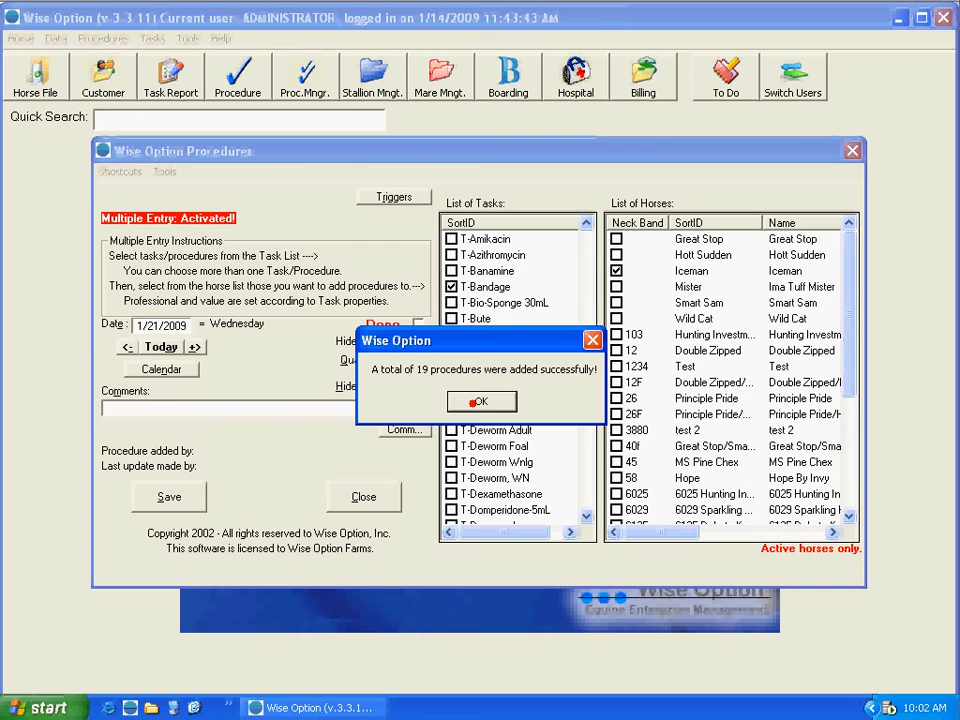 Wise Option (v.3.3.11) Current user - ADMINISTRATOR logged in on 1/14/2009 11:43:43 AM
Horse Data Procedures Tasks Tools Help
Horse File Customer Task Report Procedure Proc.Mngr. Stallion Mngt. Mare Mngt. Boarding Hospital Billing To Do Switch Users
Quick Search:
Wise Option Procedures
Shortcuts Tools
Triggers
Multiple Entry: Activated!
Multiple Entry Instructions
Select tasks/procedures from the Task List ---->
You can choose more than one Task/Procedure.
Then, select from the horse list those you want to add procedures to.--->
Professional and value are set according to Task properties.
Date: 1/21/2009 = Wednesday
Done
<- Today +>
Hide
Calendar
Qua
Comments:
Hide
Comm...
Procedure added by:
Last update made by:
Save Close
Copyright 2002 - All rights reserved to Wise Option, Inc.
This software is licensed to Wise Option Farms.
List of Tasks:
SortID
T-Amikacin
T-Azithromycin
T-Banamine
T-Bandage
T-Bio-Sponge 30mL
T-Bute
T-Deworm Adult
T-Deworm Foal
T-Deworm Wnlg
T-Deworm, WN
T-Dexamethasone
T-Domperidone-5mL
List of Horses:
Neck Band SortID Name
Great Stop Great Stop
Hott Sudden Hott Sudden
Iceman Iceman
Mister Ima Tuff Mister
Smart Sam Smart Sam
Wild Cat Wild Cat
103 Hunting Investm... Hunting Investm
12 Double Zipped Double Zipped
1234 Test Test
12F Double Zipped/... Double Zipped/
26 Principle Pride Principle Pride
26F Principle Pride/... Principle Pride/H
3880 test 2 test 2
40f Great Stop/Sma... Great Stop/Sma
45 MS Pine Chex MS Pine Chex
58 Hope Hope By Invy
6025 6025 Hunting In... 6025 Hunting In
6029 6029 Sparkling ... 6029 Sparkling
Active horses only.
Wise Option
A total of 19 procedures were added successfully!
OK
Wise Option
Equine Enterprise Management
start Wise Option (v.3.3.1... 10:02 AM